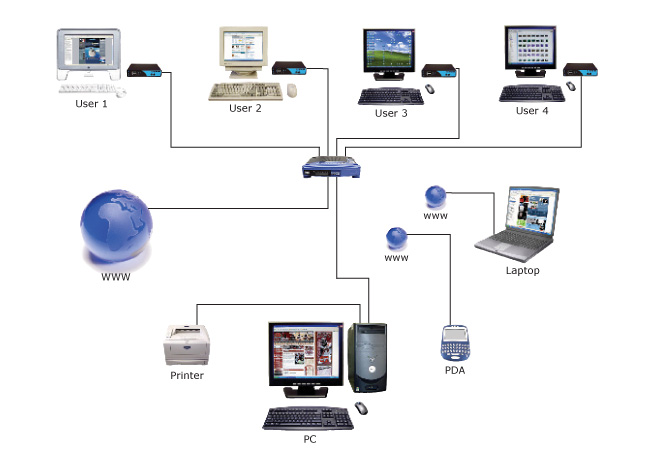 User 1
User 2
User 3
User 4
www
www
Laptop
WWW
Printer
PDA
PC